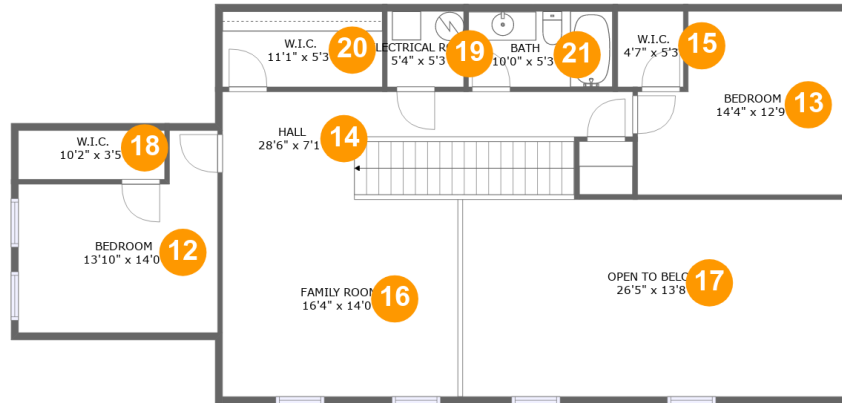 W.I.C.
11'1" x 5'3
20
5'4" x 5'3
19
BATH
10'0" x 5'3
21
W.I.C.
4'7" x 5'3
15
BEDROOM
14'4" x 12'9
13
HALL
28'6" x 7'1
14
W.I.C.
10'2" x 3'5
18
BEDROOM
13'10" x 14'0
12
FAMILY ROOM
16'4" x 14'0
16
OPEN TO BELO
26'5" x 13'8
17